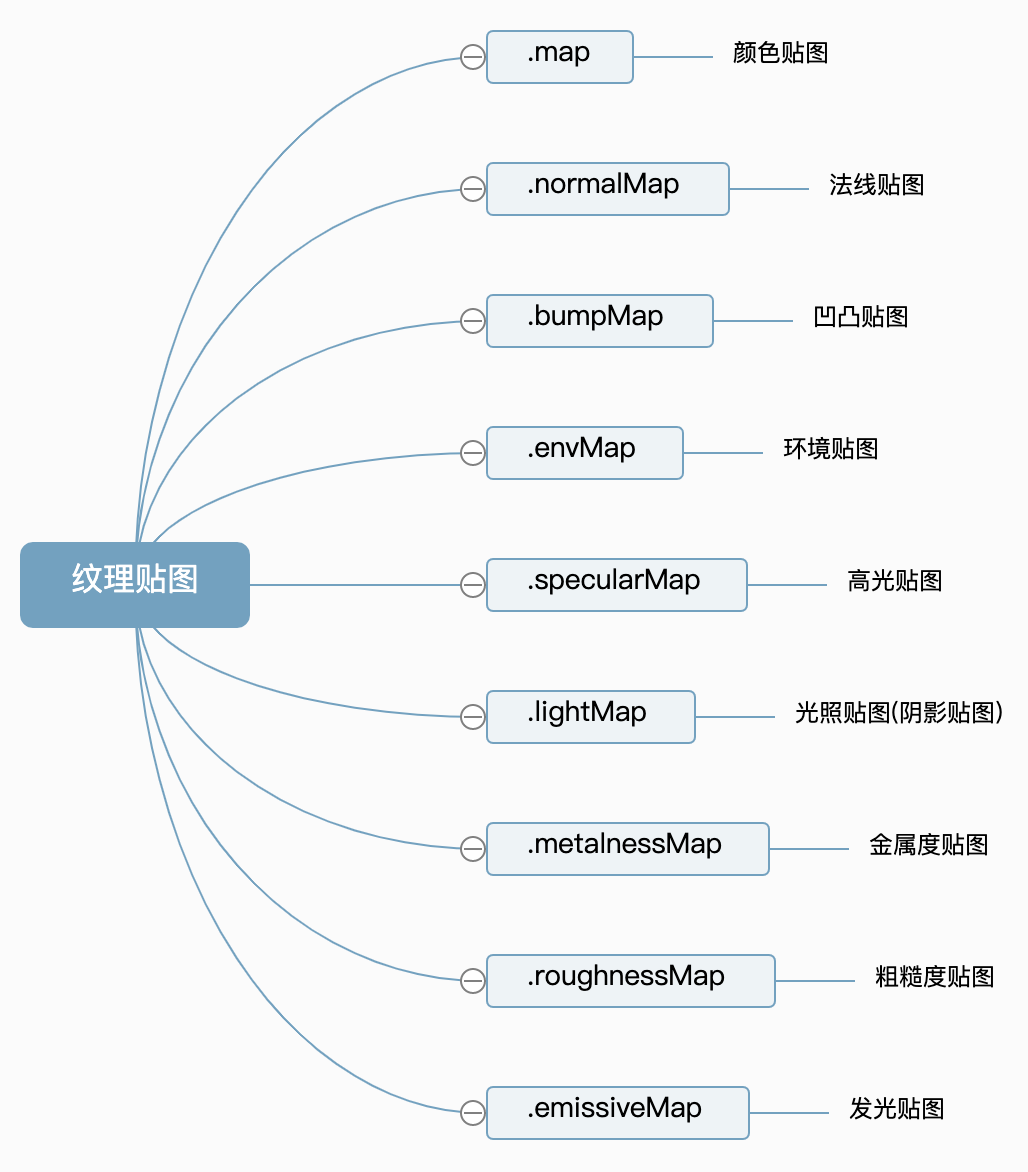 .map
颜色贴图
.normalMap
法线贴图
.bumpMap
凹凸贴图
.envMap
环境贴图
纹理贴图
.specularMap
高光贴图
.lightMap
光照贴图(阴影贴图)
.metalnessMap
金属度贴图
.roughnessMap
粗糙度贴图
.emissiveMap
发光贴图